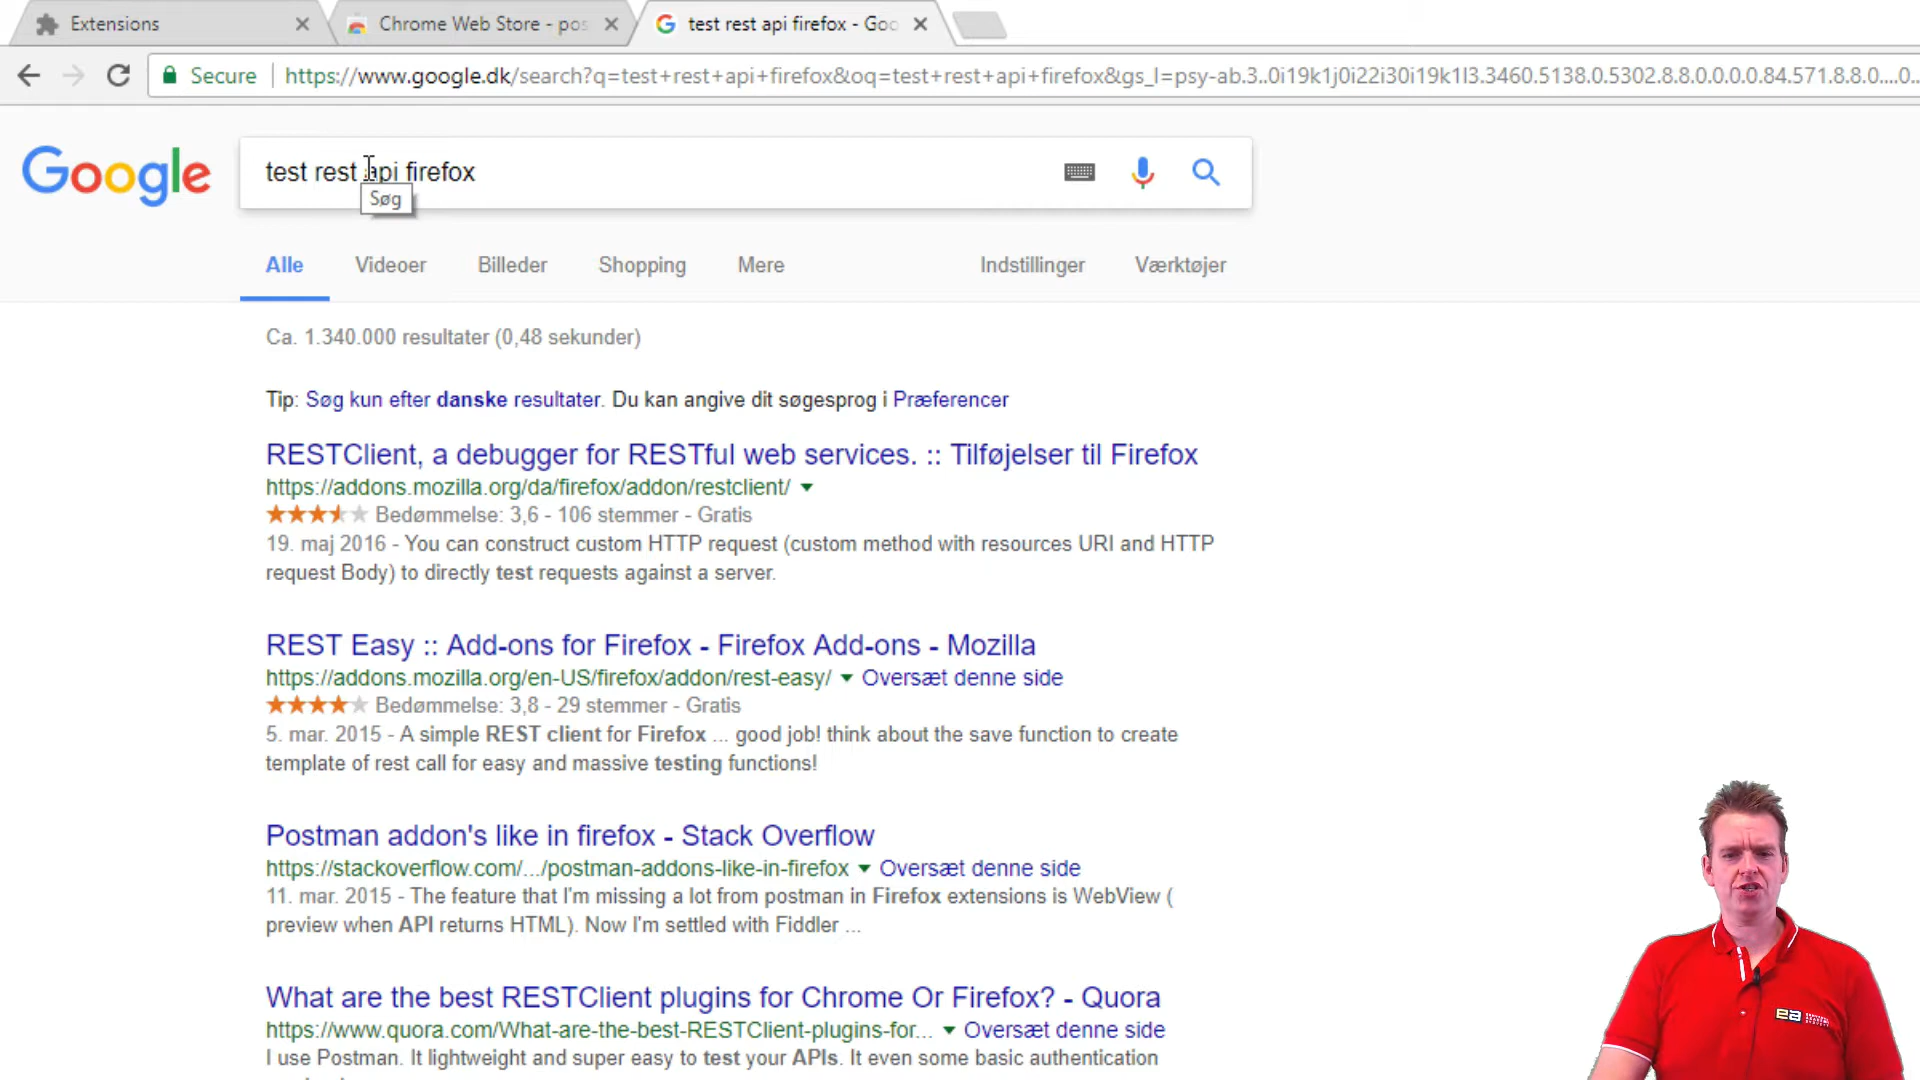 Extensions
Chrome Web Store - pos
test rest api firefox - Goo
Secure
https://www.google.dk/search?q=test+rest+api+firefox&oq=test+rest+api+firefox&gs_l=psy-ab.3..0i19k1j0i22i30i19k1l3.3460.5138.0.5302.8.8.0.0.0.0.84.571.8.8.0....0...
Google
test rest api firefox
Søg
Alle Videoer Billeder Shopping Mere Indstillinger Værktøjer
Ca. 1.340.000 resultater (0,48 sekunder)
Tip: Søg kun efter danske resultater. Du kan angive dit søgesprog i Præferencer
RESTClient, a debugger for RESTful web services. :: Tilføjelser til Firefox
https://addons.mozilla.org/da/firefox/addon/restclient/
Bedømmelse: 3,6 - 106 stemmer - Gratis
19. maj 2016 - You can construct custom HTTP request (custom method with resources URI and HTTP
request Body) to directly test requests against a server.
REST Easy :: Add-ons for Firefox - Firefox Add-ons - Mozilla
https://addons.mozilla.org/en-US/firefox/addon/rest-easy/ Oversæt denne side
Bedømmelse: 3,8 - 29 stemmer - Gratis
5. mar. 2015 - A simple REST client for Firefox ... good job! think about the save function to create
template of rest call for easy and massive testing functions!
Postman addon's like in firefox - Stack Overflow
https://stackoverflow.com/.../postman-addons-like-in-firefox Oversæt denne side
11. mar. 2015 - The feature that I'm missing a lot from postman in Firefox extensions is WebView (
preview when API returns HTML). Now I'm settled with Fiddler ...
What are the best RESTClient plugins for Chrome Or Firefox? - Quora
https://www.quora.com/What-are-the-best-RESTClient-plugins-for... Oversæt denne side
I use Postman. It lightweight and super easy to test your APIs. It even some basic authentication
ea